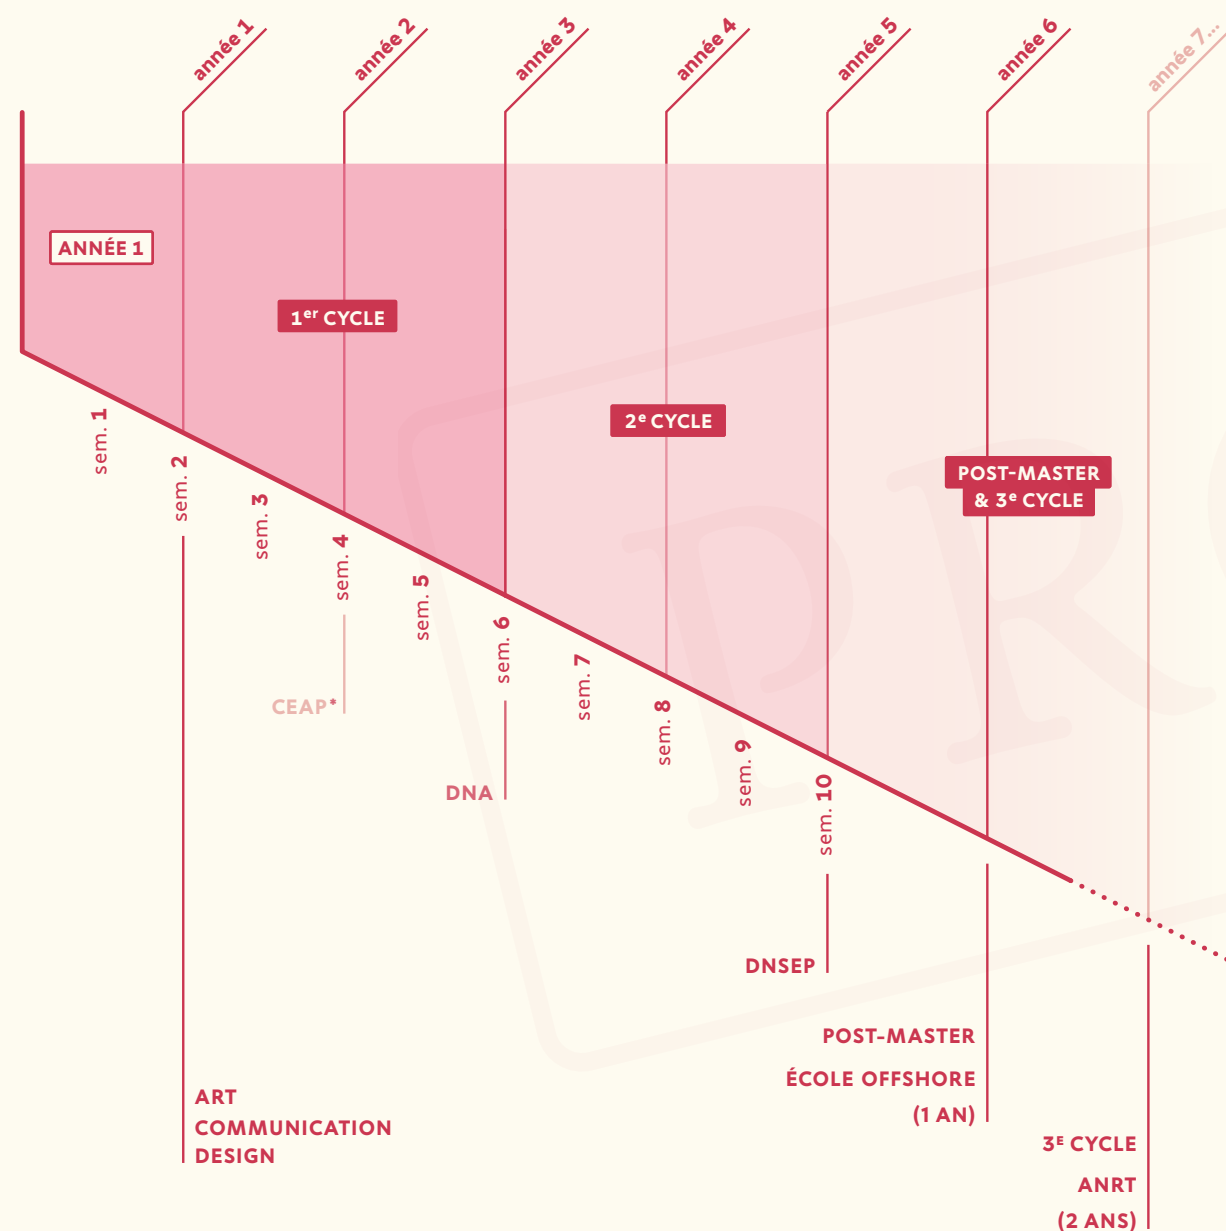 année 1
année 2
année 3
année 4
année 5
année 6
année 7...
ANNÉE 1
1er CYCLE
2e CYCLE
POST-MASTER
& 3e CYCLE
sem. 1
sem. 2
sem. 3
sem. 4
sem. 5
sem. 6
sem. 7
sem. 8
sem. 9
sem. 10
CEAP*
DNA
DNSEP
POST-MASTER
ÉCOLE OFFSHORE
(1 AN)
ART
COMMUNICATION
DESIGN
3E CYCLE
ANRT
(2 ANS)